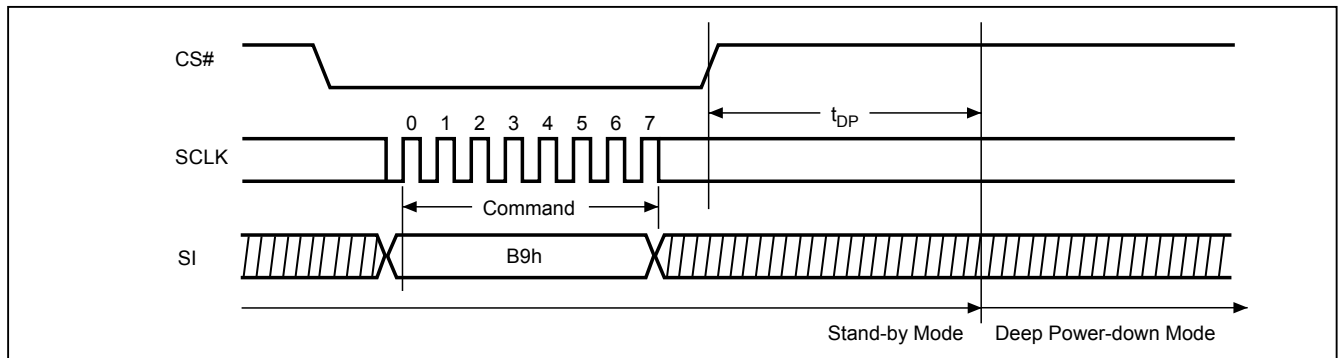 CS#
t_DP
0 1 2 3 4 5 6 7
SCLK
Command
SI
B9h
Stand-by Mode Deep Power-down Mode